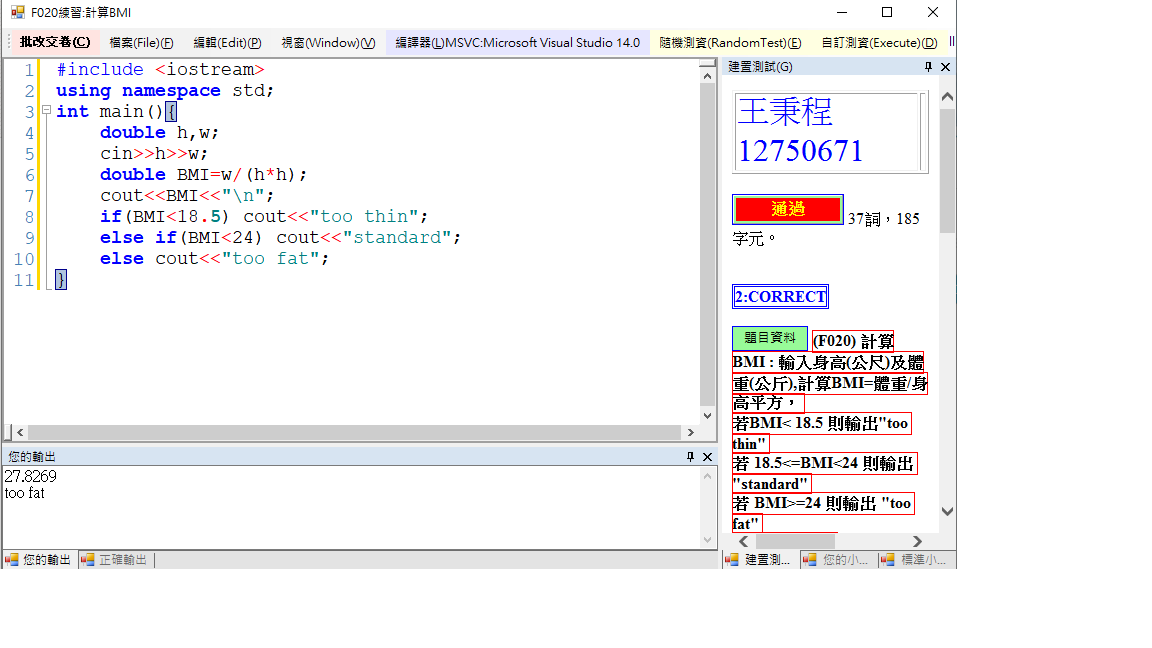 F020練習:計算BMI
批改交卷(C) 檔案(File)(F) 編輯(Edit)(P) 視窗(Window)(V) 編譯器(L)MSVC:Microsoft Visual Studio 14.0 隨機測資(RandomTest)(E) 自訂測資(Execute)(D)
1 #include <iostream>
2 using namespace std;
3 int main(){
4 double h,w;
5 cin>>h>>w;
6 double BMI=w/(h*h);
7 cout<<BMI<<"\n";
8 if(BMI<18.5) cout<<"too thin";
9 else if(BMI<24) cout<<"standard";
10 else cout<<"too fat";
11 }
您的輸出
27.8269
too fat
您的輸出 正確輸出
建置測試(G)
王秉程
12750671
通過 37詞，185
字元。
2:CORRECT
題目資料 (F020) 計算
BMI : 輸入身高(公尺)及體
重(公斤),計算BMI=體重/身
高平方，
若BMI< 18.5 則輸出"too
thin"
若 18.5<=BMI<24 則輸出
"standard"
若 BMI>=24 則輸出 "too
fat"
建置測... 您的小... 標準小...